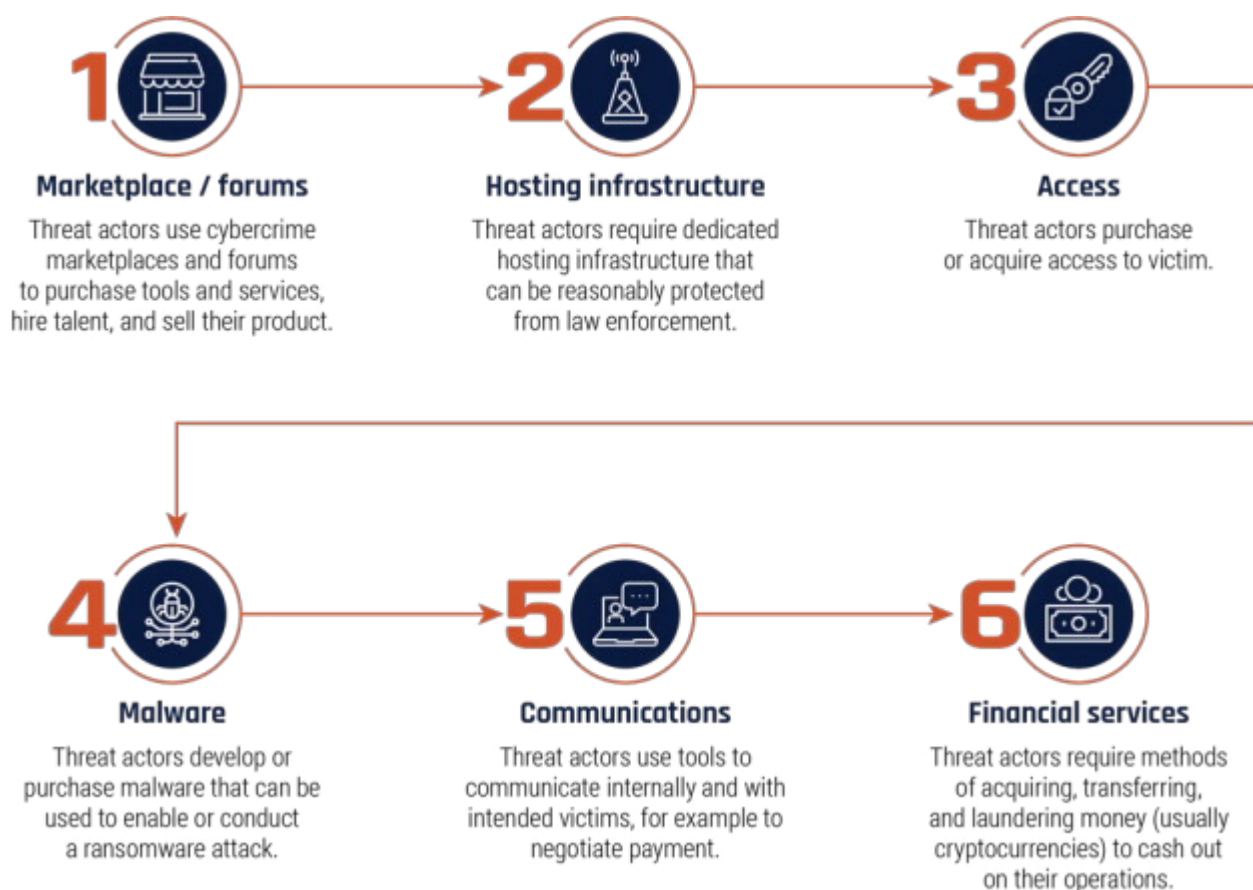 1
Marketplace / forums
Threat actors use cybercrime
marketplaces and forums
to purchase tools and services,
hire talent, and sell their product.
2
Hosting infrastructure
Threat actors require dedicated
hosting infrastructure that
can be reasonably protected
from law enforcement.
3
Access
Threat actors purchase
or acquire access to victim.
4
Malware
Threat actors develop or
purchase malware that can be
used to enable or conduct
a ransomware attack.
5
Communications
Threat actors use tools to
communicate internally and with
intended victims, for example to
negotiate payment.
6
Financial services
Threat actors require methods
of acquiring, transferring,
and laundering money (usually
cryptocurrencies) to cash out
on their operations.